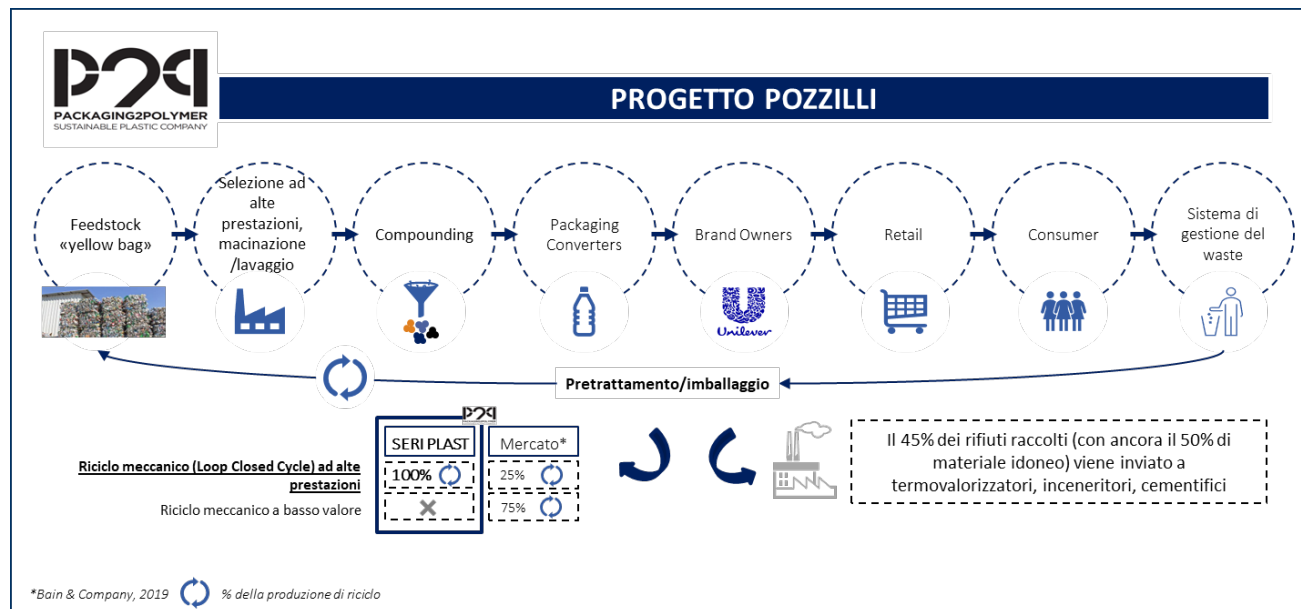 P2P
PACKAGING2POLYMER
SUSTAINABLE PLASTIC COMPANY
PROGETTO POZZILLI
Feedstock
«yellow bag»
Selezione ad
alte
prestazioni,
macinazione
/lavaggio
Compounding
Packaging
Converters
Brand Owners
Retail
Consumer
Sistema di
gestione del
waste
Unilever
Pretrattamento/imballaggio
P2P
SERI PLAST
Mercato*
Riciclo meccanico (Loop Closed Cycle) ad alte
prestazioni
100%
25%
Riciclo meccanico a basso valore
75%
Il 45% dei rifiuti raccolti (con ancora il 50% di
materiale idoneo) viene inviato a
termovalorizzatori, inceneritori, cementifici
*Bain & Company, 2019
% della produzione di riciclo